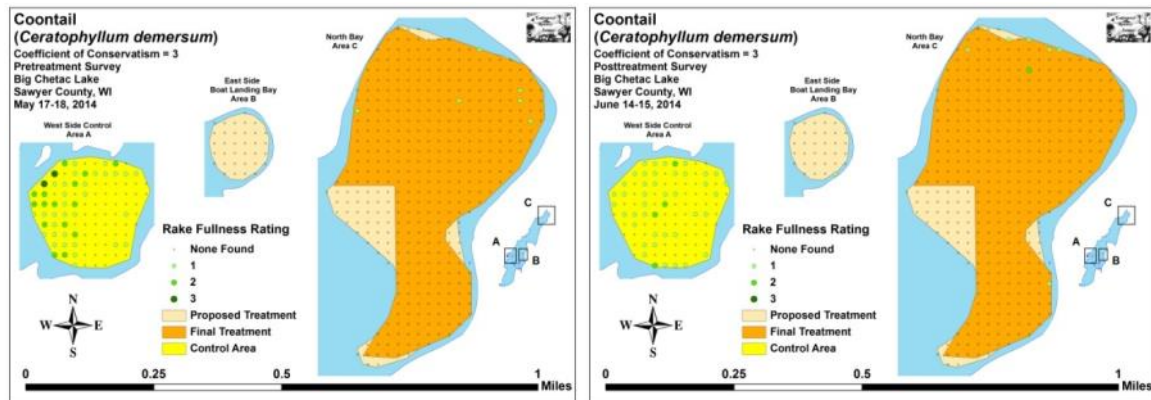 Coontail
(Ceratophyllum demersum)
Coefficient of Conservatism = 3
Pretreatment Survey
Big Chetac Lake
Sawyer County, WI
May 17-18, 2014
North Bay
Area C
East Side
Boat Landing Bay
Area B
West Side Control
Area A
Rake Fullness Rating
None Found
1
2
3
Proposed Treatment
Final Treatment
Control Area
N
W
E
S
A
B
C
0
0.25
0.5
1
Miles
Coontail
(Ceratophyllum demersum)
Coefficient of Conservatism = 3
Posttreatment Survey
Big Chetac Lake
Sawyer County, WI
June 14-15, 2014
North Bay
Area C
East Side
Boat Landing Bay
Area B
West Side Control
Area A
Rake Fullness Rating
None Found
1
2
3
Proposed Treatment
Final Treatment
Control Area
N
W
E
S
A
B
C
0
0.25
0.5
1
Miles